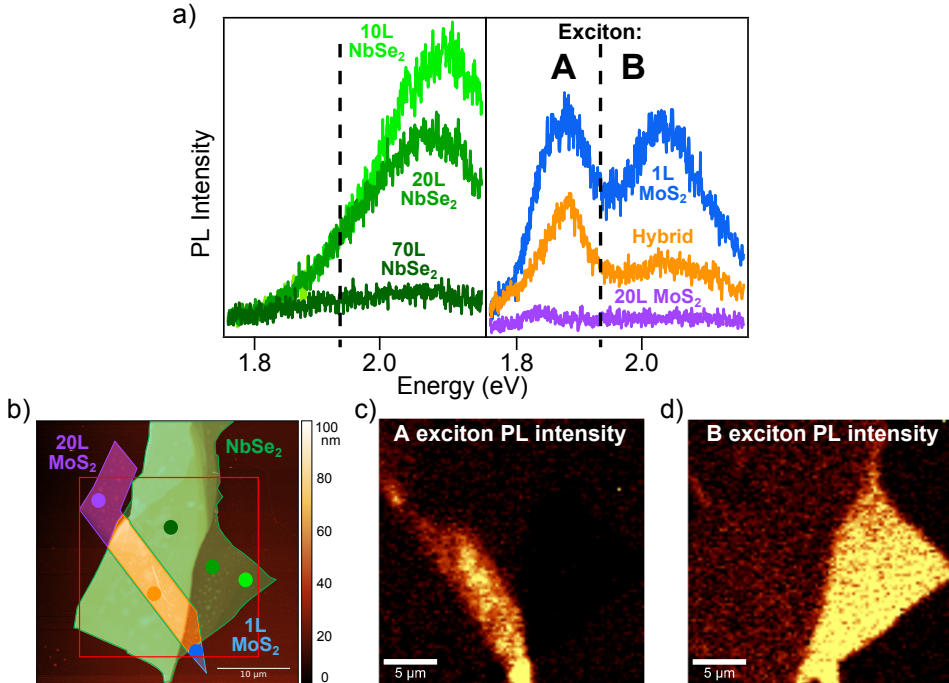 a)
10L
NbSe₂
20L
NbSe₂
70L
NbSe₂
Exciton:
A B
1L
MoS₂
Hybrid
20L MoS₂
PL Intensity
1.8 2.0 1.8 2.0
Energy (eV)
b)
20L
MoS₂
NbSe₂
1L
MoS₂
10 μm
100
nm
80
60
40
20
0
c)
A exciton PL intensity
5 μm
d)
B exciton PL intensity
5 μm